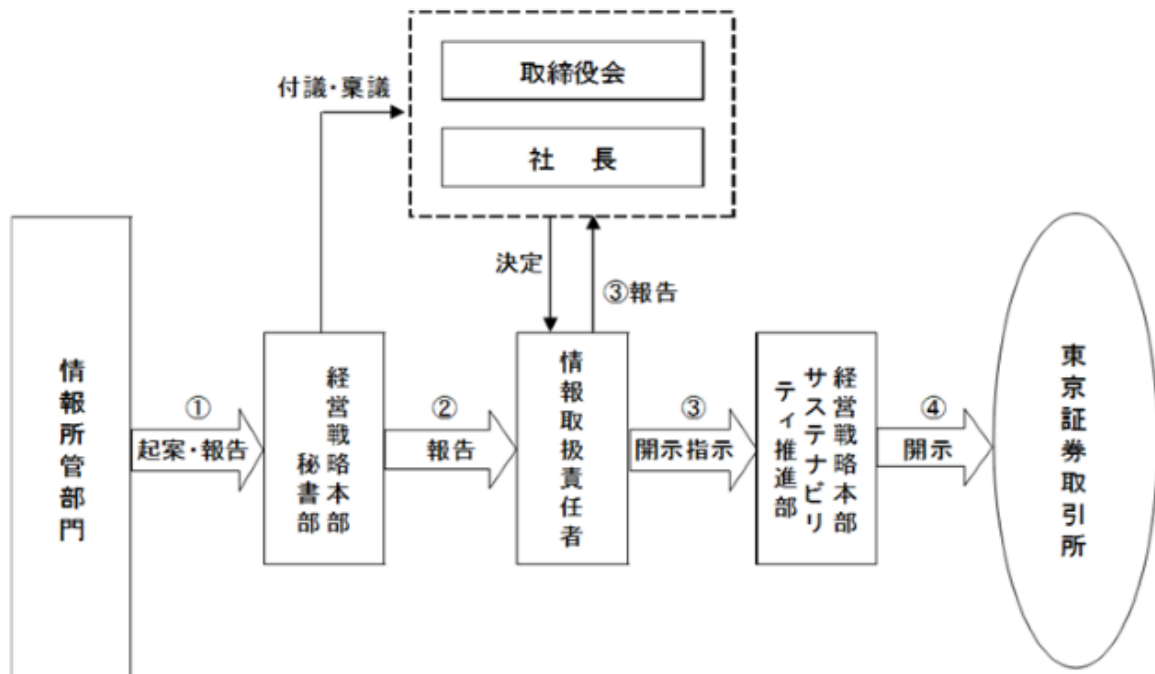 取締役会
付議・稟議
社　長
決定
③報告
情報所管部門
①
起案・報告
経営戦略本部
秘書部
②
報告
情報取扱責任者
③
開示指示
経営戦略本部
サステナビリ
ティ推進部
④
開示
東京証券取引所